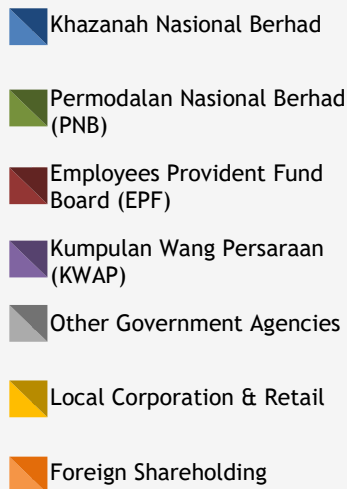 Khazanah Nasional Berhad
Permodalan Nasional Berhad
(PNB)
Employees Provident Fund
Board (EPF)
Kumpulan Wang Persaraan
(KWAP)
Other Government Agencies
Local Corporation & Retail
Foreign Shareholding